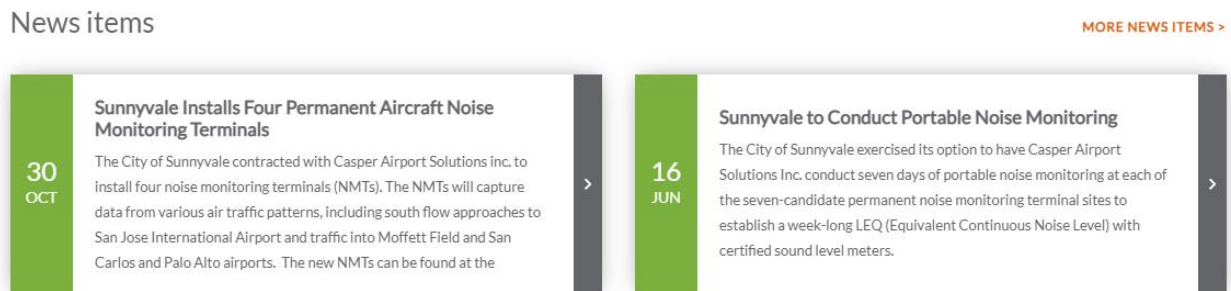 News items
MORE NEWS ITEMS >
30
OCT
Sunnyvale Installs Four Permanent Aircraft Noise
Monitoring Terminals
The City of Sunnyvale contracted with Casper Airport Solutions inc. to
install four noise monitoring terminals (NMTs). The NMTs will capture
data from various air traffic patterns, including south flow approaches to
San Jose International Airport and traffic into Moffett Field and San
Carlos and Palo Alto airports.  The new NMTs can be found at the
16
JUN
Sunnyvale to Conduct Portable Noise Monitoring
The City of Sunnyvale exercised its option to have Casper Airport
Solutions Inc. conduct seven days of portable noise monitoring at each of
the seven-candidate permanent noise monitoring terminal sites to
establish a week-long LEQ (Equivalent Continuous Noise Level) with
certified sound level meters.